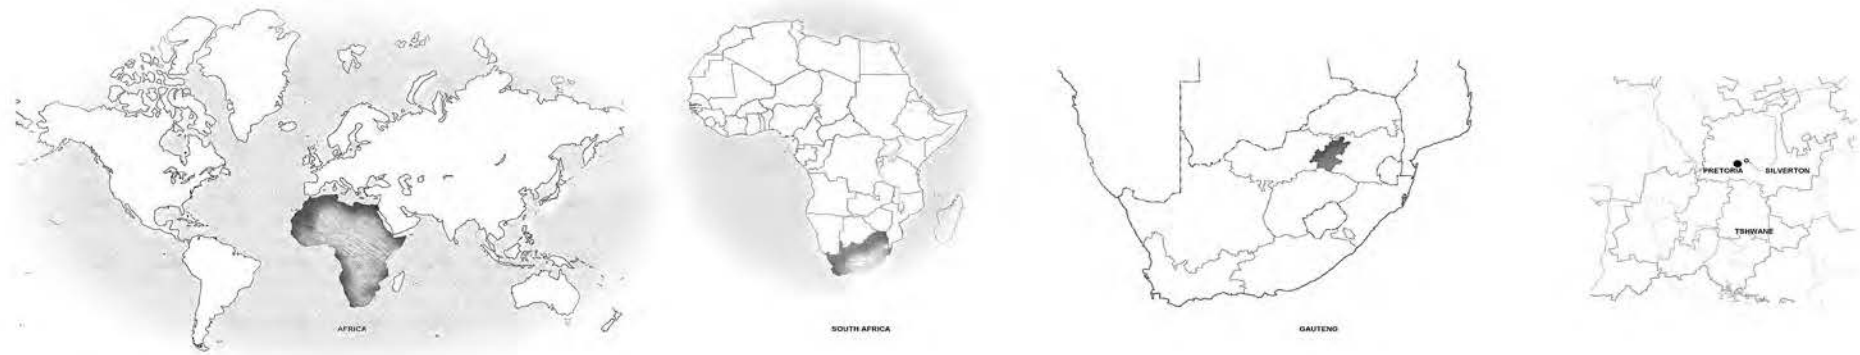 AFRICA
SOUTH AFRICA
GAUTENG
PRETORIA
SILVERTON
TSHWANE